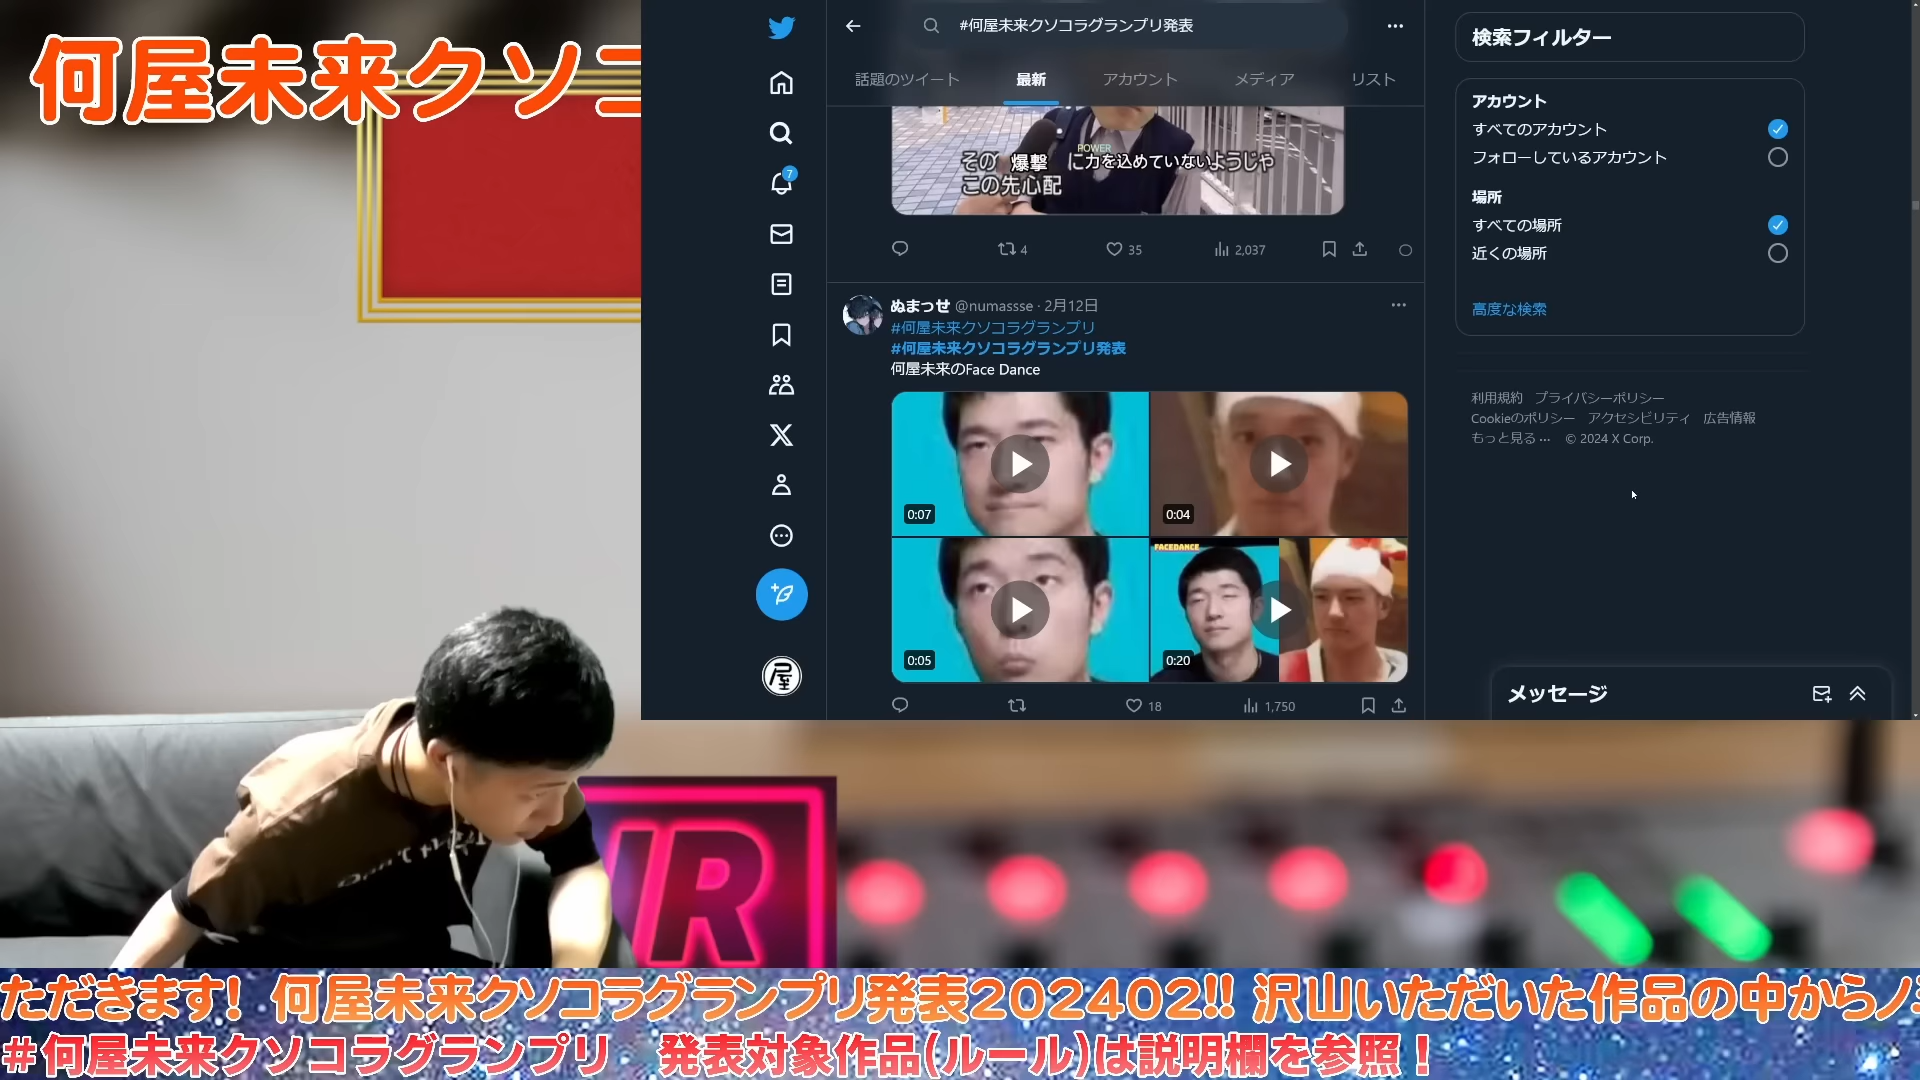 何屋未来クソコ
#何屋未来クソコラグランプリ発表
話題のツイート
最新
アカウント
メディア
リスト
POWER
その 爆撃 に力を込めていないようじゃ
この先心配
4
35
2,037
7
ぬまっせ @numassse · 2月12日
#何屋未来クソコラグランプリ
#何屋未来クソコラグランプリ発表
何屋未来のFace Dance
0:07
0:04
FACEDANCE
0:05
0:20
18
1,750
屋
検索フィルター
アカウント
すべてのアカウント
フォローしているアカウント
場所
すべての場所
近くの場所
高度な検索
利用規約 プライバシーポリシー
Cookieのポリシー アクセシビリティ 広告情報
もっと見る… © 2024 X Corp.
メッセージ
R
ただきます! 何屋未来クソコラグランプリ発表202402!! 沢山いただいた作品の中からノ
#何屋未来クソコラグランプリ 発表対象作品(ルール)は説明欄を参照!